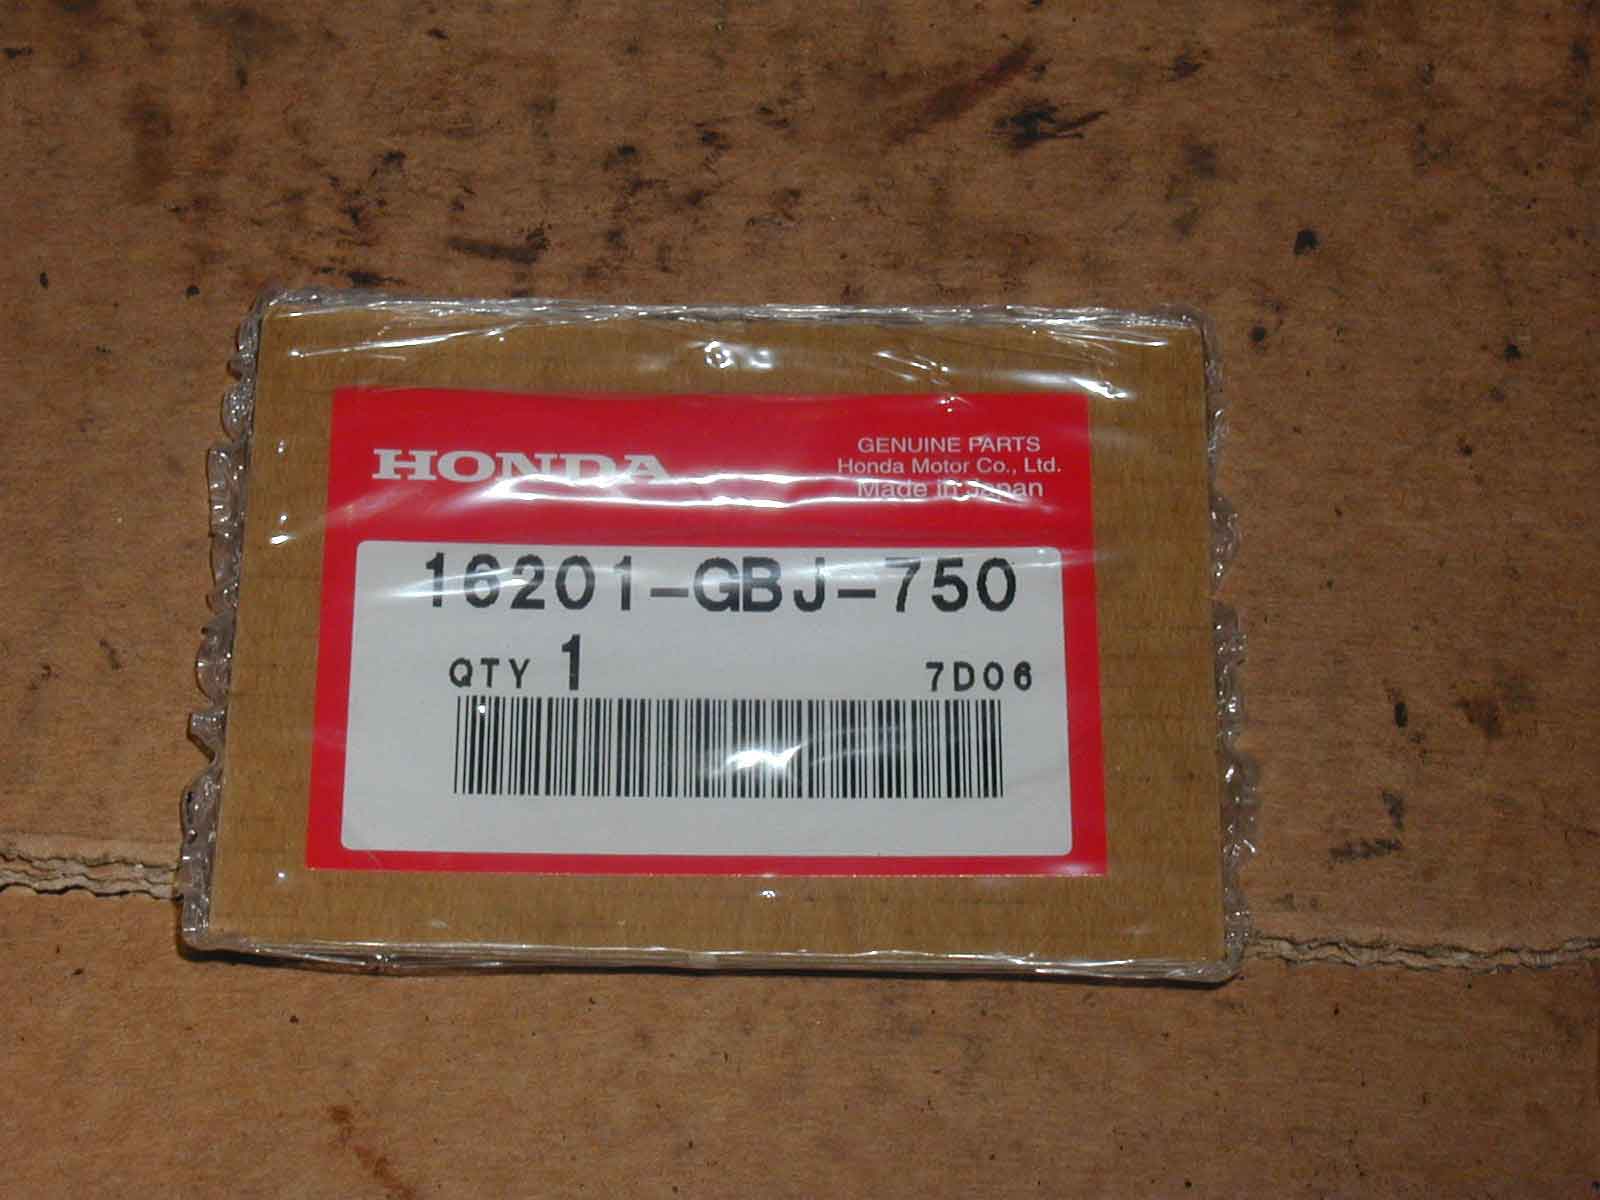 HONDA
GENUINE PARTS
Honda Motor Co., Ltd.
Made in Japan
16201-GBJ-750
QTY 1 7D06